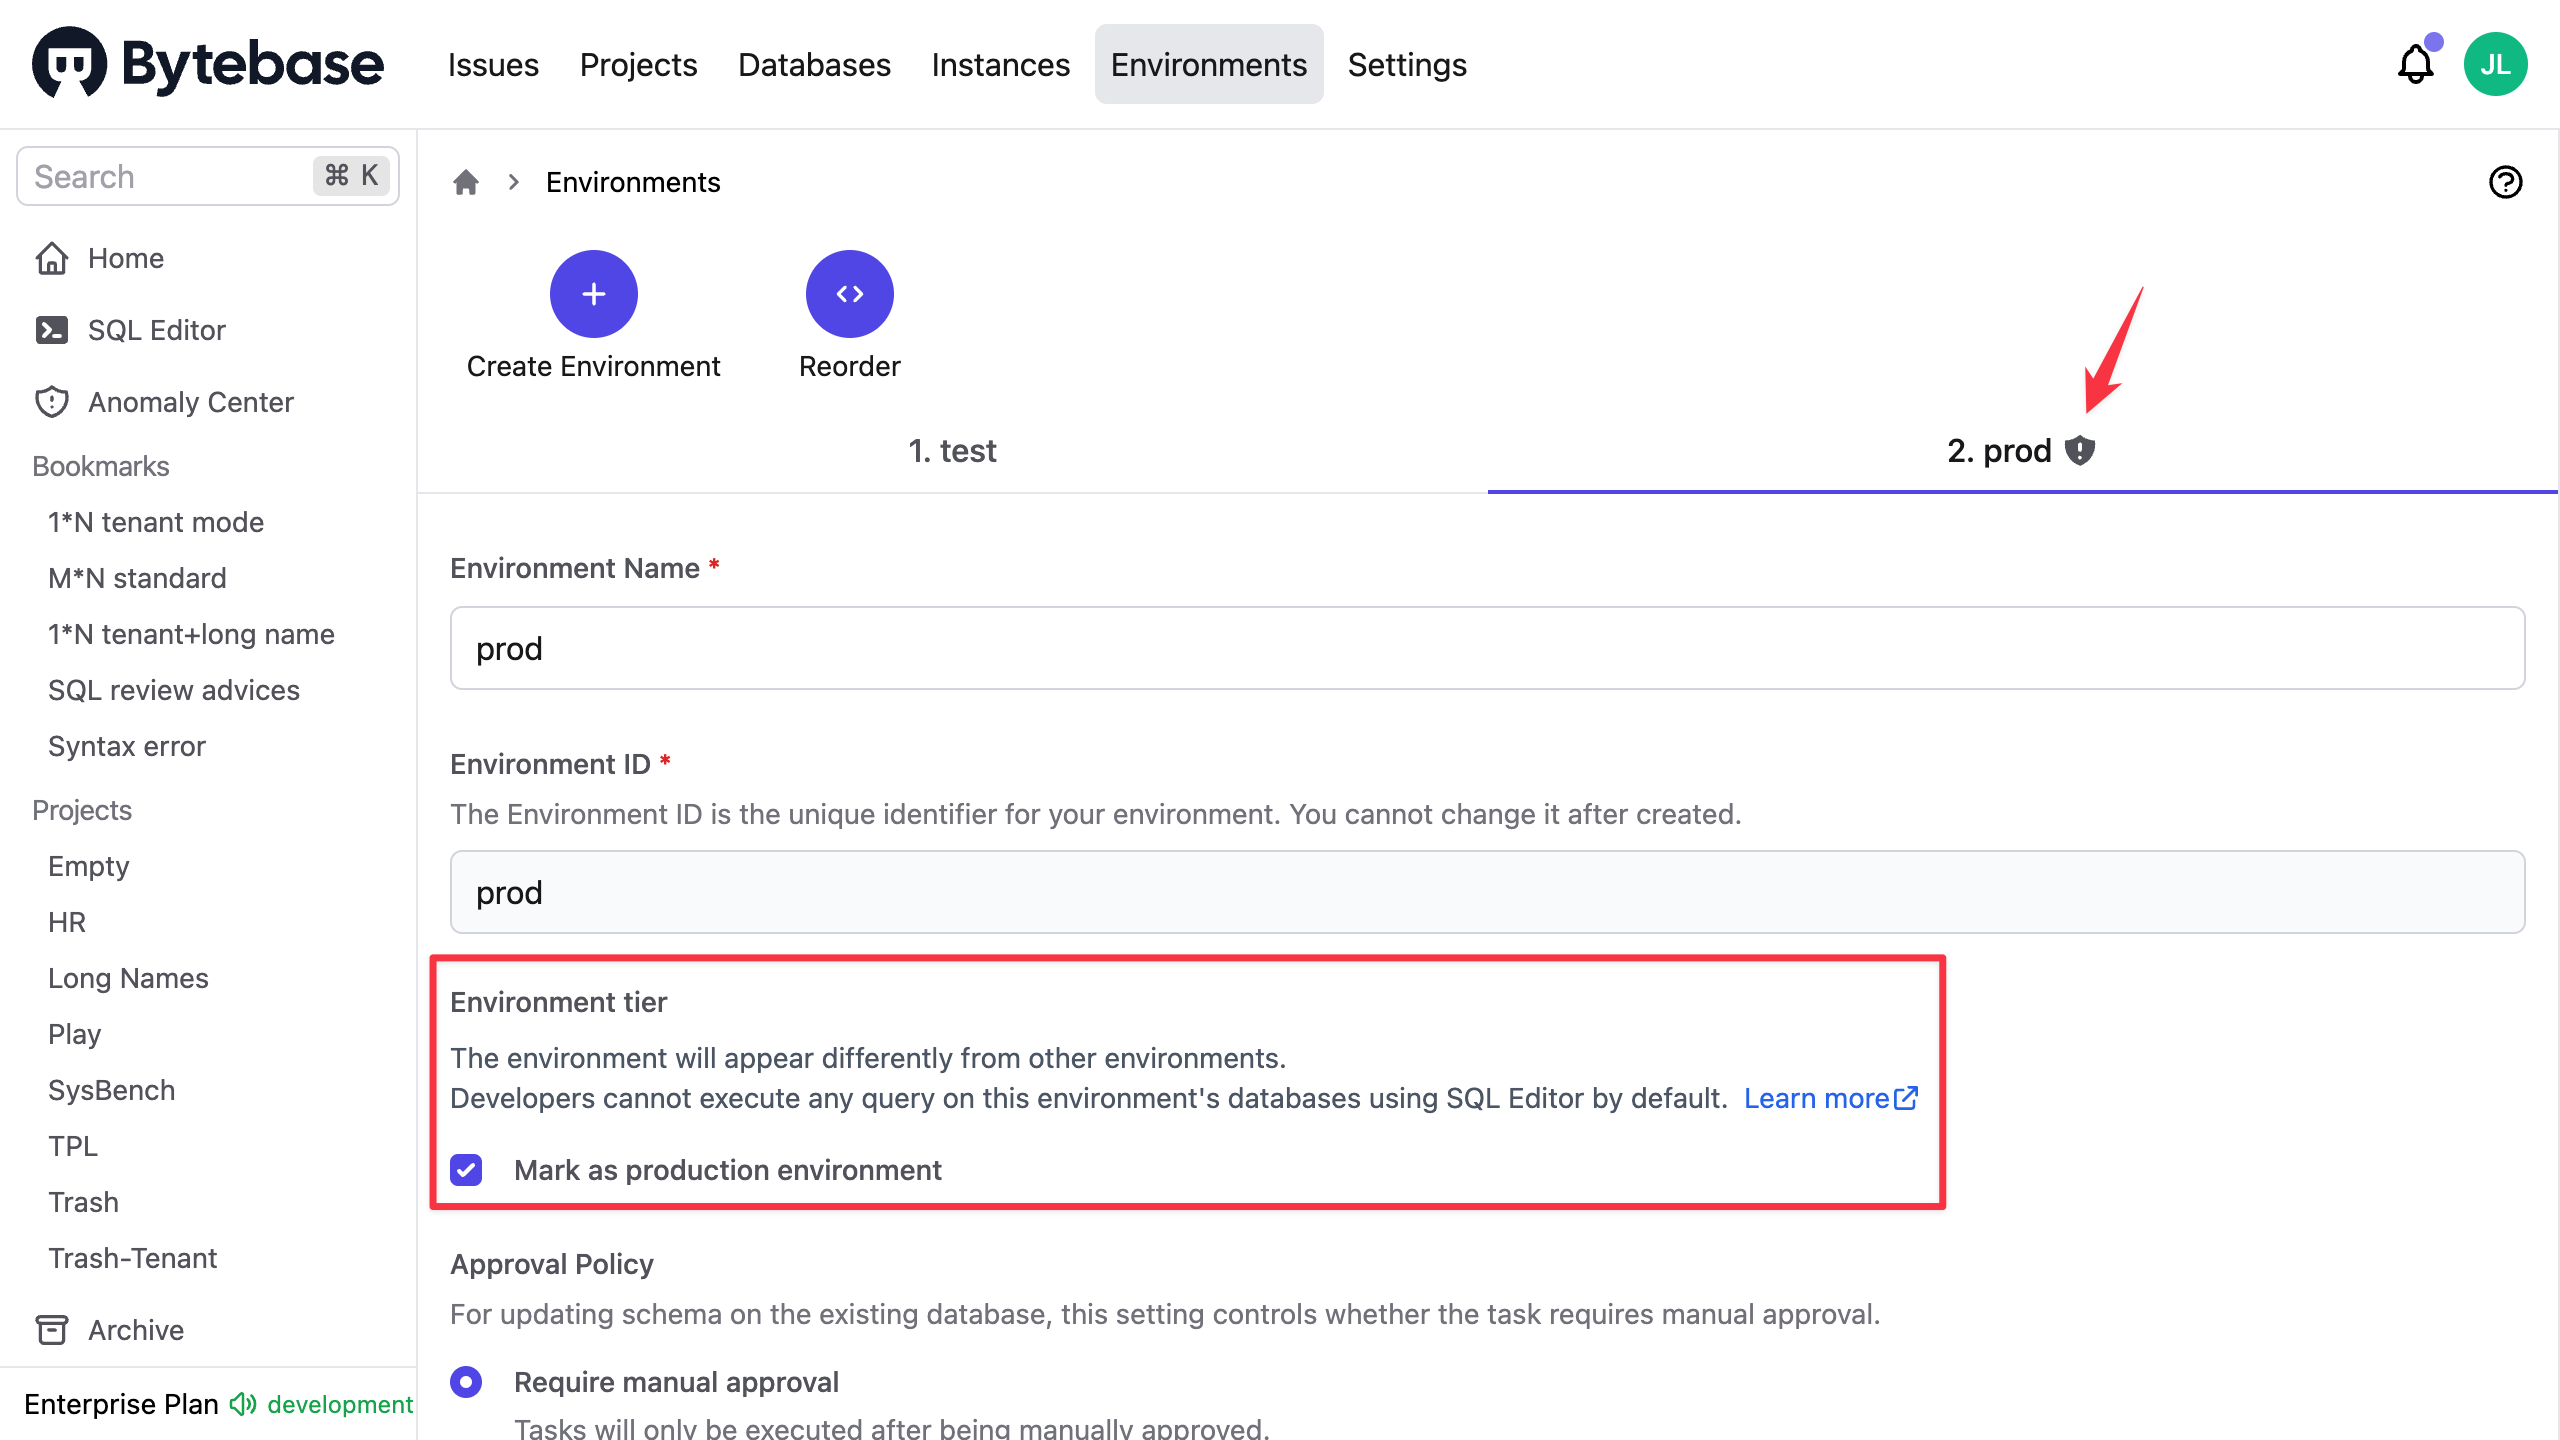 Bytebase
Issues
Projects
Databases
Instances
Environments
Settings
JL
Search
⌘ K
Home
SQL Editor
Anomaly Center
Bookmarks
1*N tenant mode
M*N standard
1*N tenant+long name
SQL review advices
Syntax error
Projects
Empty
HR
Long Names
Play
SysBench
TPL
Trash
Trash-Tenant
Archive
Enterprise Plan
development
Environments
Create Environment
Reorder
1. test
2. prod
Environment Name *
prod
Environment ID *
The Environment ID is the unique identifier for your environment. You cannot change it after created.
prod
Environment tier
The environment will appear differently from other environments.
Developers cannot execute any query on this environment's databases using SQL Editor by default. Learn more
Mark as production environment
Approval Policy
For updating schema on the existing database, this setting controls whether the task requires manual approval.
Require manual approval
Tasks will only be executed after being manually approved.